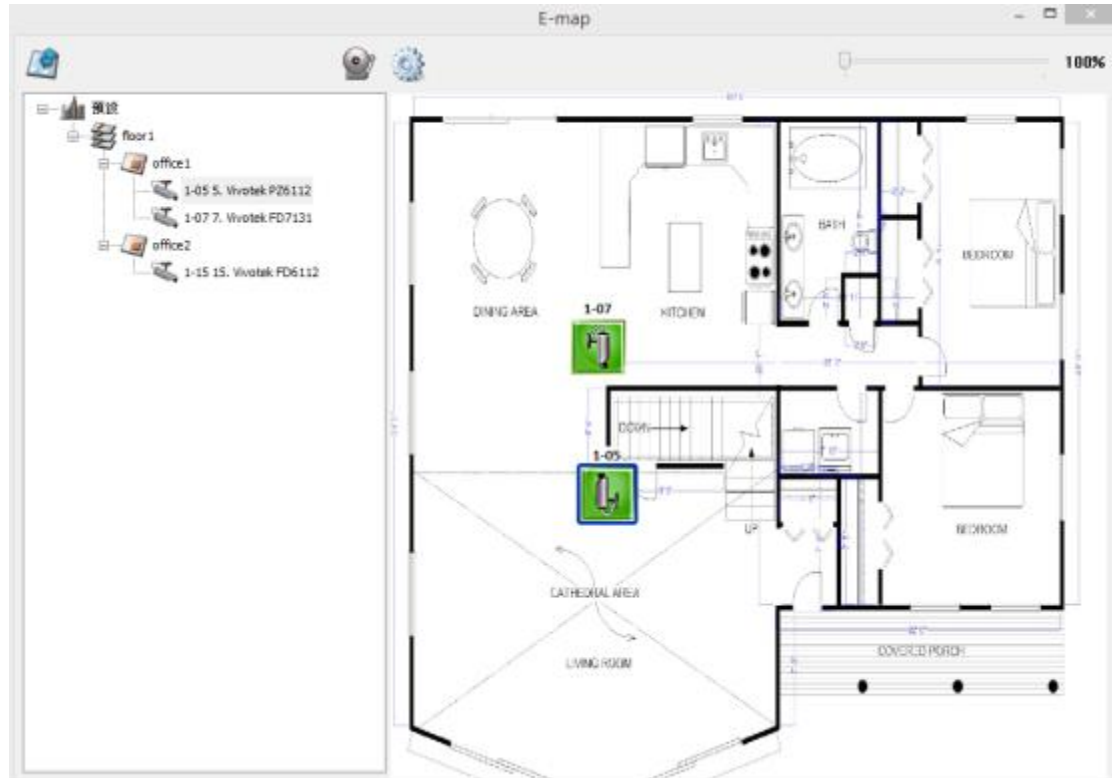 E-map
100%
預設
floor1
office1
1-05 5. Vivotek PZ6112
1-07 7. Vivotek FD7131
office2
1-15 15. Vivotek FD6112
BATH
BEDROOM
DINING AREA
1-07
KITCHEN
DOWN
1-05
UP
BEDROOM
CATHEDRAL AREA
LIVING ROOM
COVERED PORCH